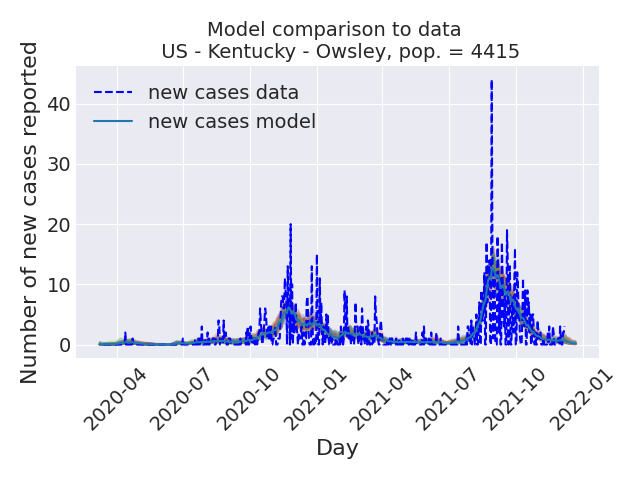 Model comparison to data
US - Kentucky - Owsley, pop. = 4415
Number of new cases reported
new cases data
new cases model
40
30
20
10
0
2020-04
2020-07
2020-10
2021-01
2021-04
2021-07
2021-10
2022-01
Day